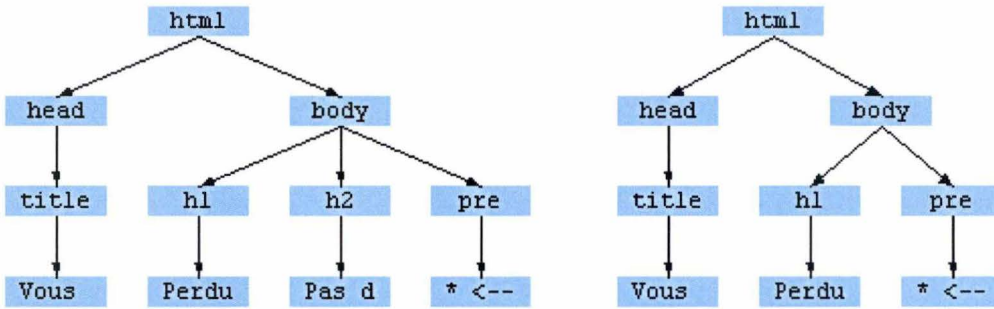 html html
head body head body
title h1 h2 pre title h1 pre
Vous Perdu Pas d * <-- Vous Perdu * <--